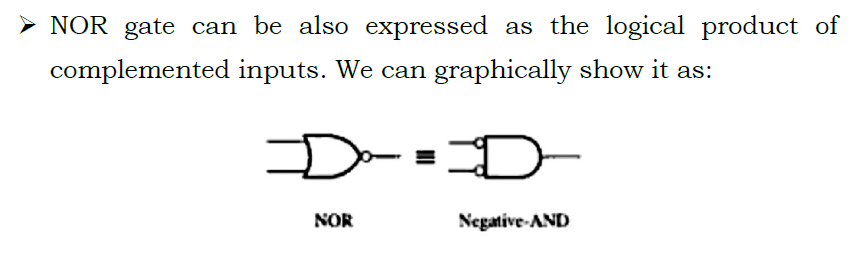 ➢ NOR gate can be also expressed as the logical product of
complemented inputs. We can graphically show it as:
NOR
Negative-AND